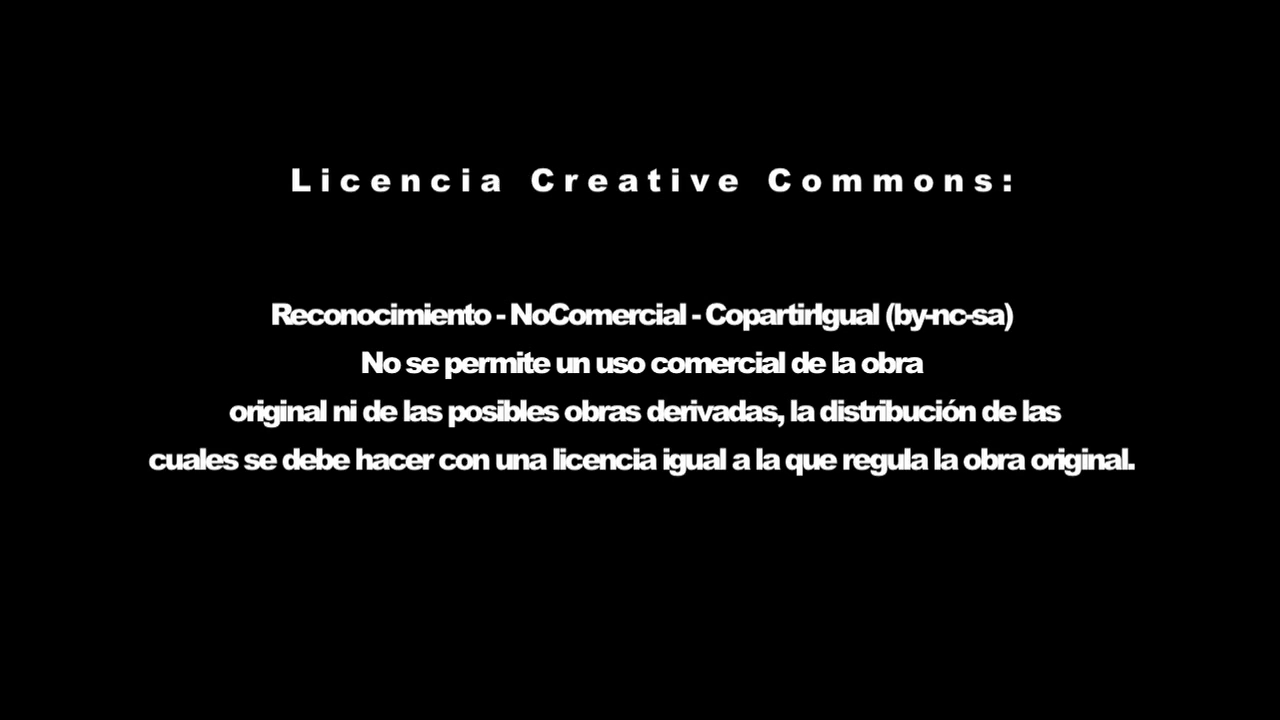 Licencia Creative Commons:
Reconocimiento - NoComercial - CopartirIgual (by-nc-sa)
No se permite un uso comercial de la obra
original ni de las posibles obras derivadas, la distribución de las
cuales se debe hacer con una licencia igual a la que regula la obra original.